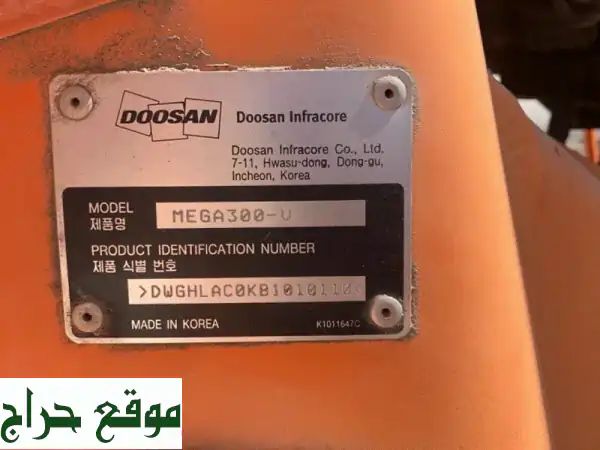 DOOSAN Doosan Infracore
Doosan Infracore Co., Ltd.
7-11, Hwasu-dong, Dong-gu,
Incheon, Korea
MODEL
제품명
MEGA300-V
PRODUCT IDENTIFICATION NUMBER
제품 식별 번호
>DWGHLAC0KB1010110<
MADE IN KOREA K1011647C
موقع حراج